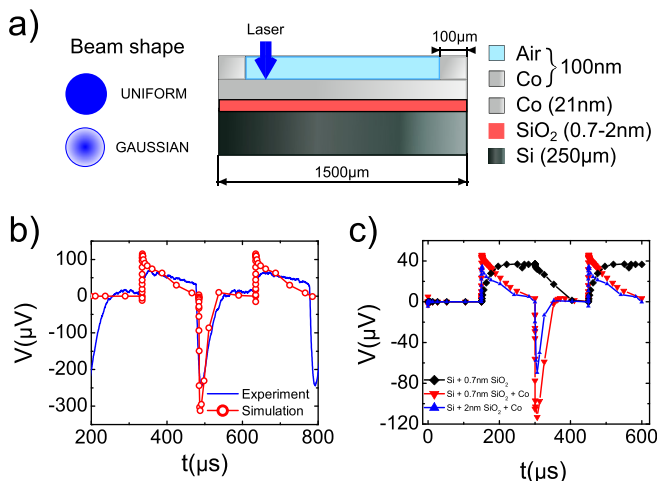 a)
Beam shape
UNIFORM
GAUSSIAN
Laser
100μm
Air
Co
100nm
Co (21nm)
SiO2 (0.7-2nm)
Si (250μm)
1500μm
b)
V(μV)
100
0
-100
-200
-300
Experiment
Simulation
200 400 600 800
t(μs)
c)
V(μV)
40
0
-40
-80
-120
Si + 0.7nm SiO2
Si + 0.7nm SiO2 + Co
Si + 2nm SiO2 + Co
0 200 400 600
t(μs)